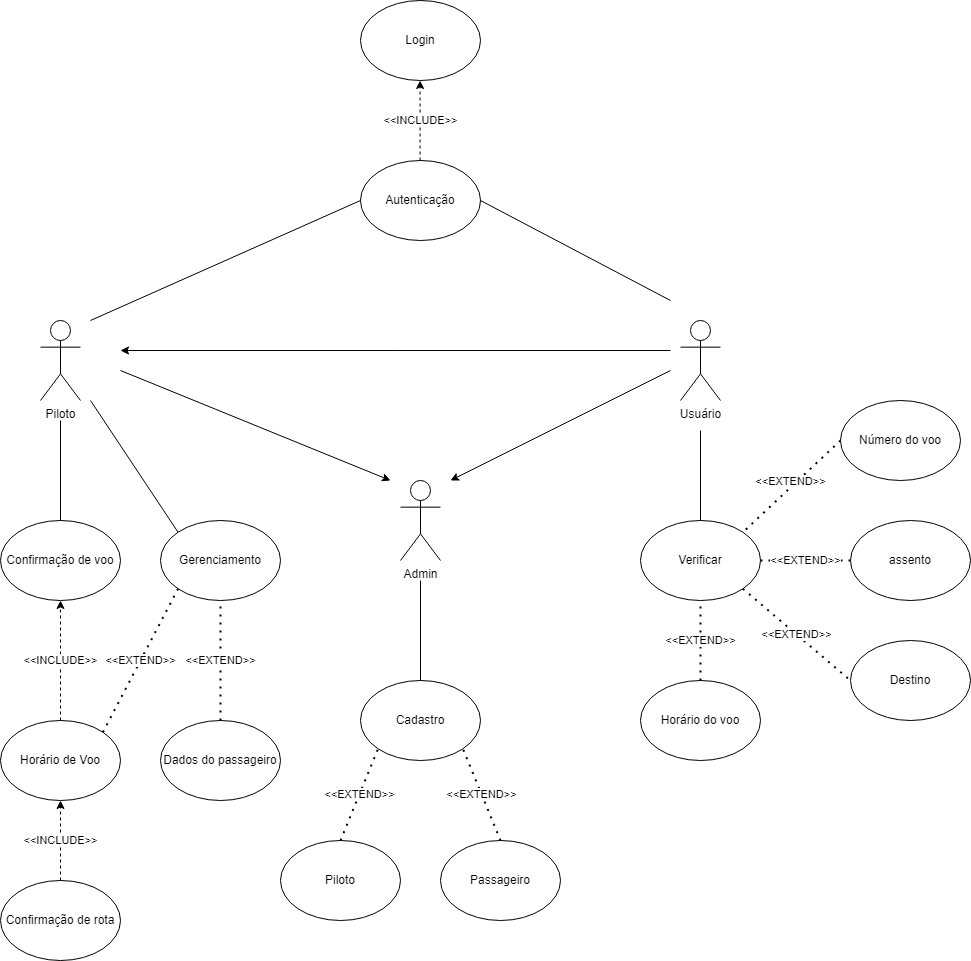 Login
<<INCLUDE>>
Autenticação
Piloto
Usuário
Número do voo
<<EXTEND>>
Admin
Confirmação de voo
Gerenciamento
Verificar
<<EXTEND>>
assento
<<EXTEND>>
<<EXTEND>>
<<INCLUDE>>
<<EXTEND>>
<<EXTEND>>
Destino
Cadastro
Horário do voo
Horário de Voo
Dados do passageiro
<<EXTEND>>
<<EXTEND>>
<<INCLUDE>>
Piloto
Passageiro
Confirmação de rota